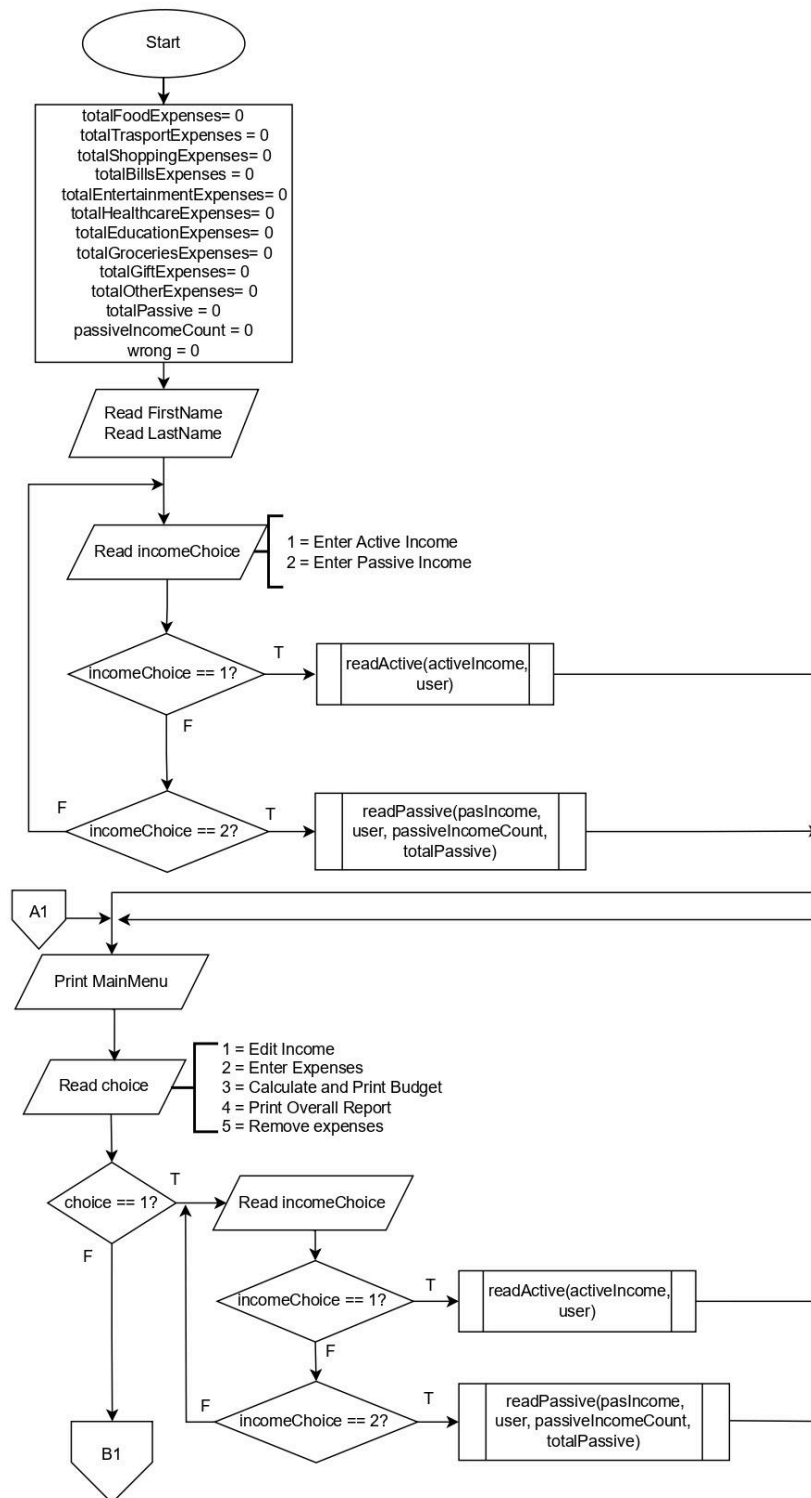 Start
totalFoodExpenses= 0
totalTrasportExpenses = 0
totalShoppingExpenses= 0
totalBillsExpenses = 0
totalEntertainmentExpenses= 0
totalHealthcareExpenses= 0
totalEducationExpenses= 0
totalGroceriesExpenses= 0
totalGiftExpenses= 0
totalOtherExpenses= 0
totalPassive = 0
passiveIncomeCount = 0
wrong = 0
Read FirstName
Read LastName
Read incomeChoice
1 = Enter Active Income
2 = Enter Passive Income
incomeChoice == 1?
T
readActive(activeIncome,
user)
F
F
incomeChoice == 2?
T
readPassive(pasIncome,
user, passiveIncomeCount,
totalPassive)
A1
Print MainMenu
Read choice
1 = Edit Income
2 = Enter Expenses
3 = Calculate and Print Budget
4 = Print Overall Report
5 = Remove expenses
choice == 1?
T
Read incomeChoice
F
incomeChoice == 1?
T
readActive(activeIncome,
user)
F
F
incomeChoice == 2?
T
readPassive(pasIncome,
user, passiveIncomeCount,
totalPassive)
B1